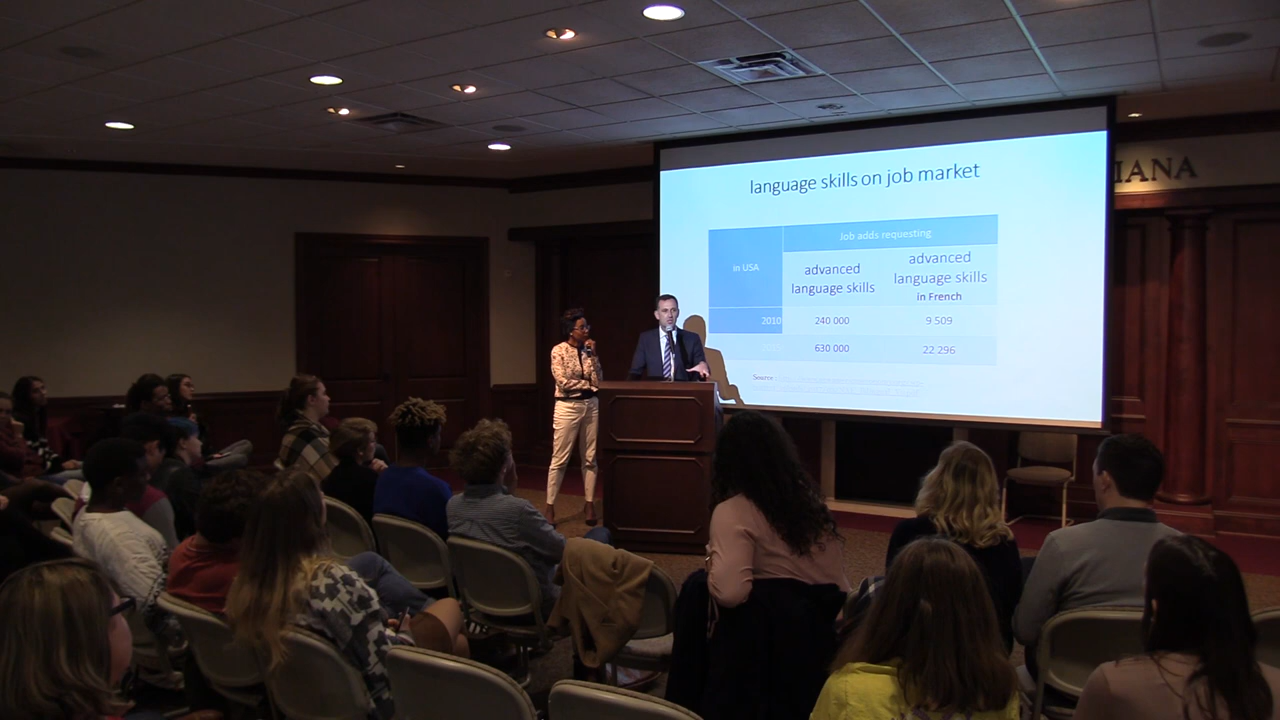 language skills on job market
Job adds requesting
in USA
advanced
language skills
advanced
language skills
in French
2010
240 000
9 509
630 000
22 296
Source :
IANA